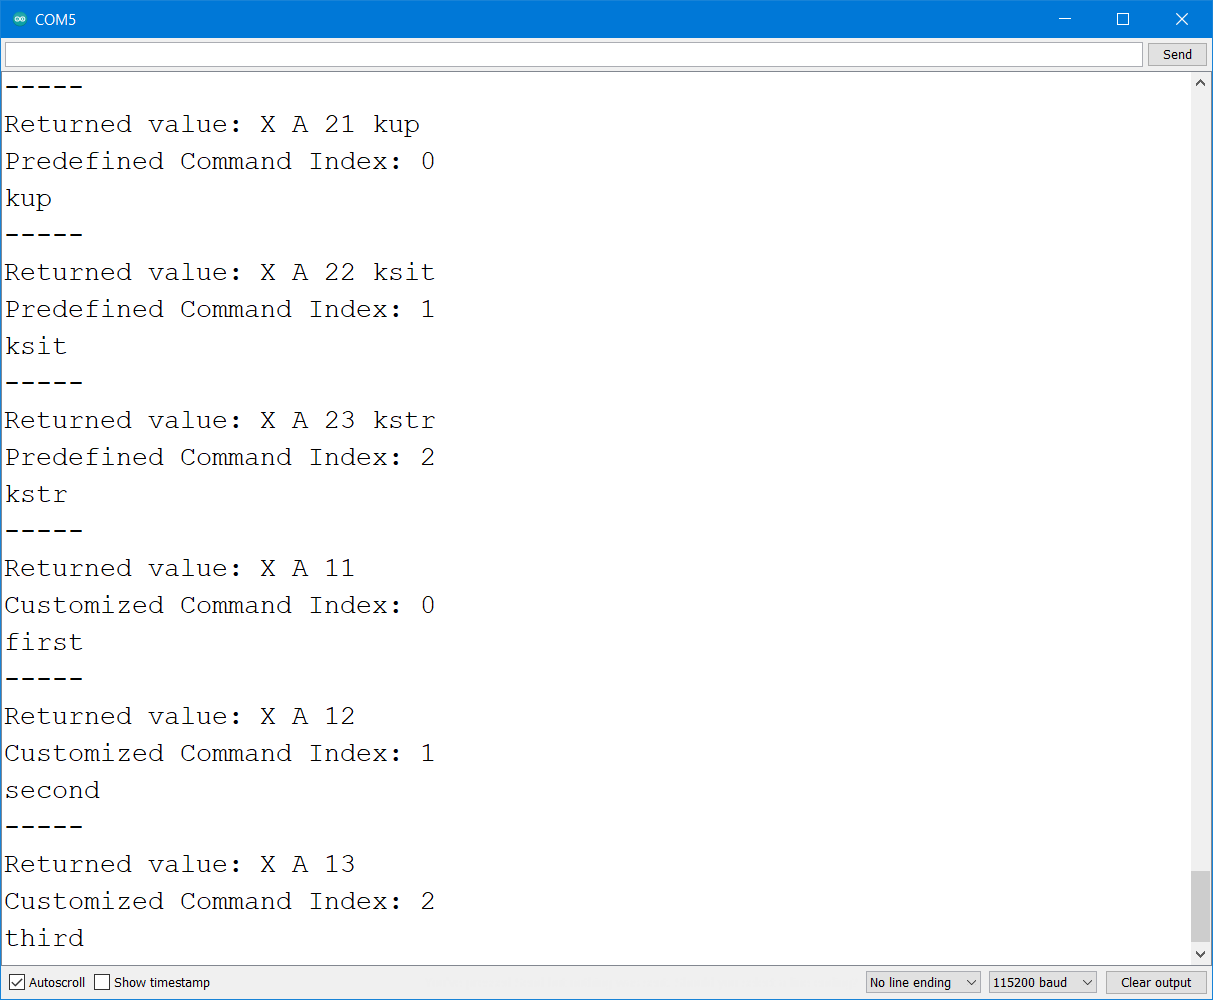 COM5
Send
-----
Returned value: X A 21 kup
Predefined Command Index: 0
kup
-----
Returned value: X A 22 ksit
Predefined Command Index: 1
ksit
-----
Returned value: X A 23 kstr
Predefined Command Index: 2
kstr
-----
Returned value: X A 11
Customized Command Index: 0
first
-----
Returned value: X A 12
Customized Command Index: 1
second
-----
Returned value: X A 13
Customized Command Index: 2
third
Autoscroll Show timestamp No line ending 115200 baud Clear output